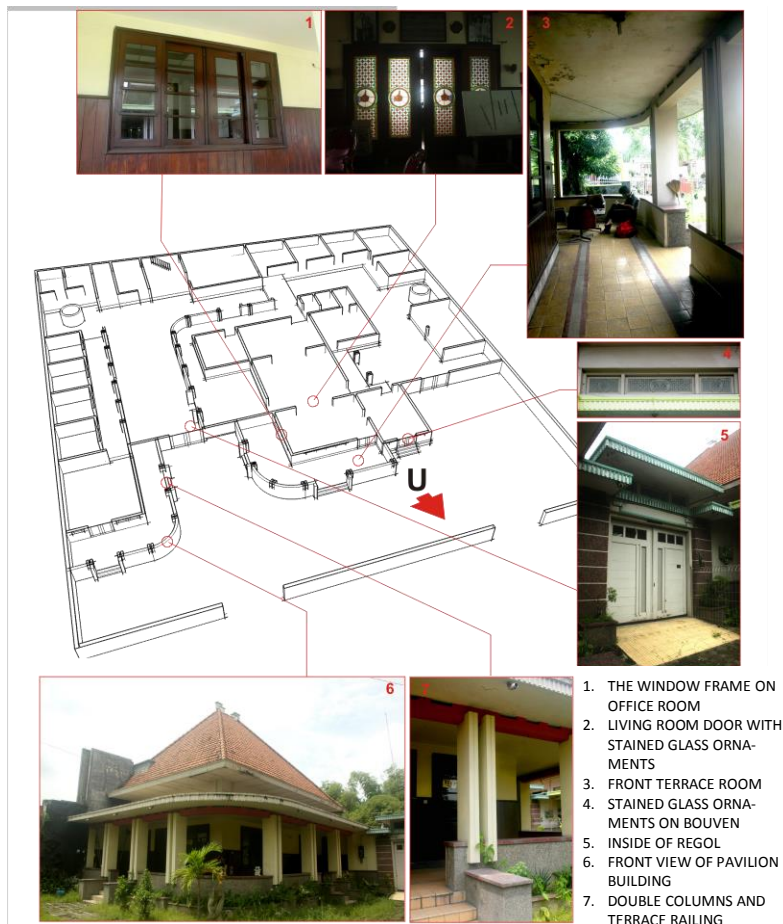 1
2
3
4
5
U
6
7
1. THE WINDOW FRAME ON
OFFICE ROOM
2. LIVING ROOM DOOR WITH
STAINED GLASS ORNA-
MENTS
3. FRONT TERRACE ROOM
4. STAINED GLASS ORNA-
MENTS ON BOUVEN
5. INSIDE OF REGOL
6. FRONT VIEW OF PAVILION
BUILDING
7. DOUBLE COLUMNS AND
TERRACE RAILING